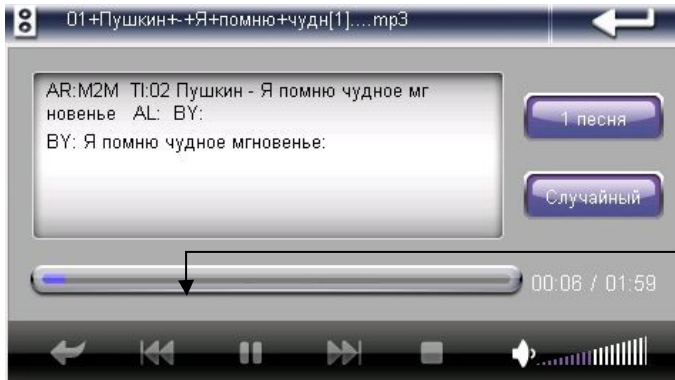 01+Пушкин+-+Я+помню+чудн[1]....mp3
AR:M2M TI:02 Пушкин - Я помню чудное мг
новенье AL: BY:
BY: Я помню чудное мгновенье:
1 песня
Случайный
00:06 / 01:59